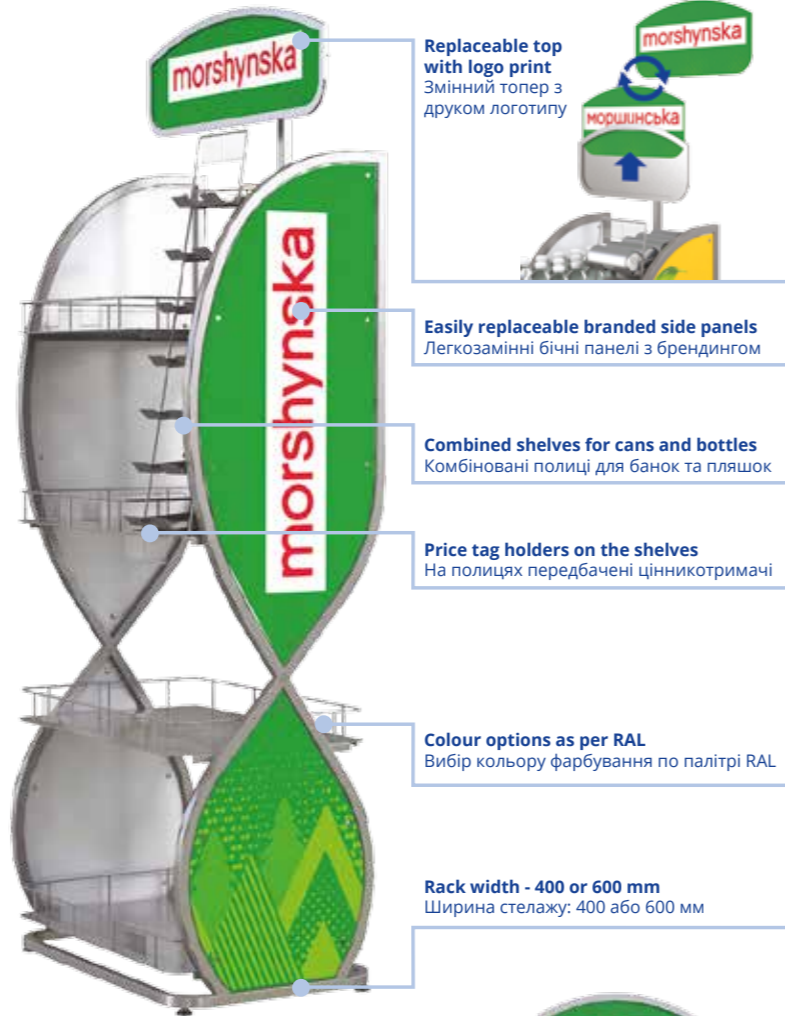 morshynska
morshynska
Replaceable top
with logo print
Змінний топер з
друком логотипу
morshynska
моршинська
Easily replaceable branded side panels
Легкозамінні бічні панелі з брендингом
Combined shelves for cans and bottles
Комбіновані полиці для банок та пляшок
Price tag holders on the shelves
На полицях передбачені цінникотримачі
Colour options as per RAL
Вибір кольору фарбування по палітрі RAL
Rack width - 400 or 600 mm
Ширина стелажу: 400 або 600 мм